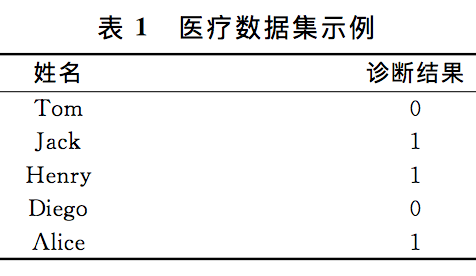 表 1 医疗数据集示例
姓名 诊断结果
Tom 0
Jack 1
Henry 1
Diego 0
Alice 1